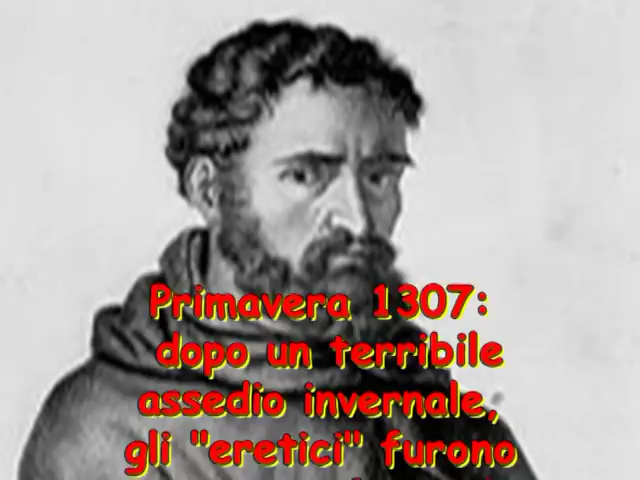 Primavera 1307:
dopo un terribile
assedio invernale,
gli "eretici" furono